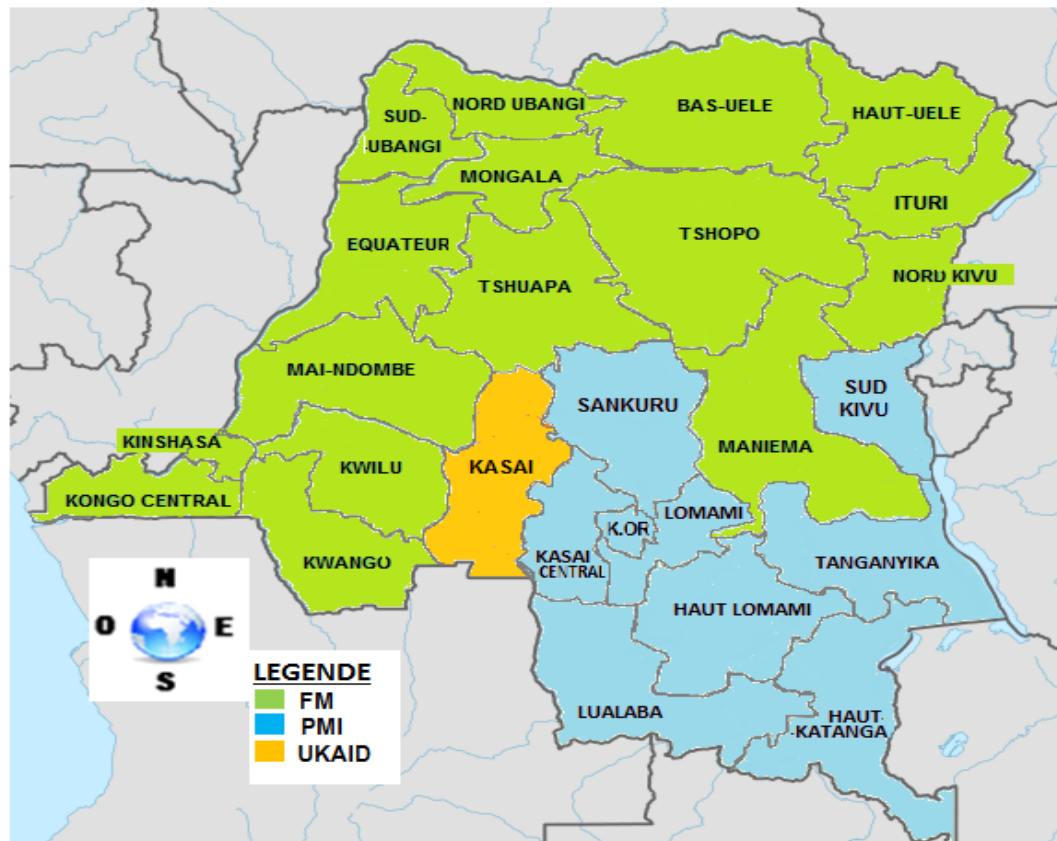 NORD UBANGI
BAS-UELE
HAUT-UELE
SUD-
-UBANGI
MONGALA
ITURI
EQUATEUR
TSHOPO
TSHUAPA
NORD KIVU
MAI-NDOMBE
SUD
KIVU
SANKURU
KINSHASA
KWILU
KASAI
MANIEMA
KONGO CENTRAL
LOMAMI
K.OR
KASAI
CENTRAL
KWANGO
TANGANYIKA
HAUT LOMAMI
LUALABA
HAUT-
-KATANGA
N
O E
S
LEGENDE
FM
PMI
UKAID